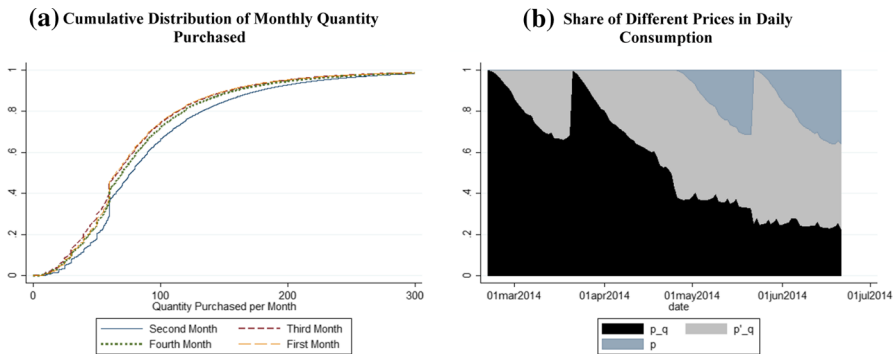 (a) Cumulative Distribution of Monthly Quantity
Purchased
1
.8
.6
.4
.2
0
0 100 200 300
Quantity Purchased per Month
Second Month Third Month
Fourth Month First Month
(b) Share of Different Prices in Daily
Consumption
1
.8
.6
.4
.2
0
01mar2014 01apr2014 01may2014 01jun2014 01jul2014
date
p_q p'_q
p